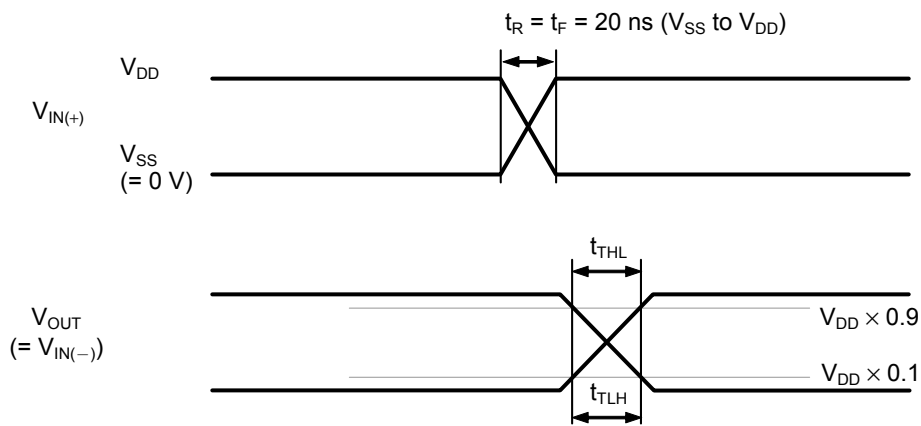 t_R = t_F = 20 ns (V_SS to V_DD)
V_DD
V_IN(+)
V_SS
(= 0 V)
t_THL
V_OUT
(= V_IN(−))
V_DD × 0.9
V_DD × 0.1
t_TLH